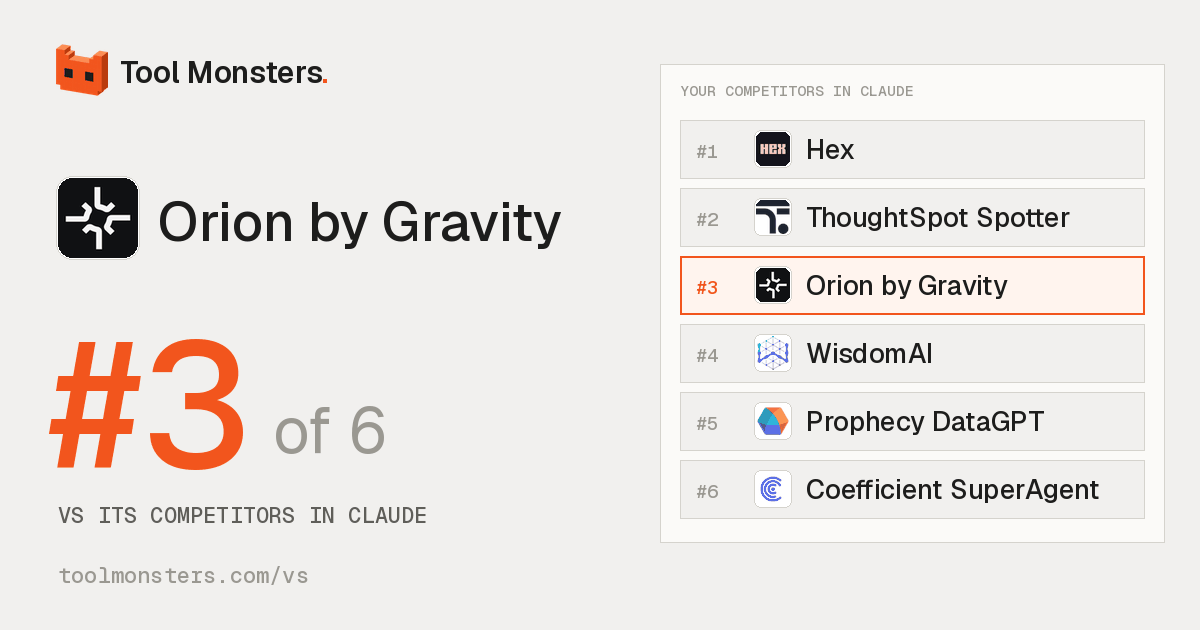 Tool Monsters.
Orion by Gravity
#3 of 6
VS ITS COMPETITORS IN CLAUDE
toolmonsters.com/vs
YOUR COMPETITORS IN CLAUDE
#1 HEX Hex
#2 ThoughtSpot Spotter
#3 Orion by Gravity
#4 WisdomAI
#5 Prophecy DataGPT
#6 Coefficient SuperAgent